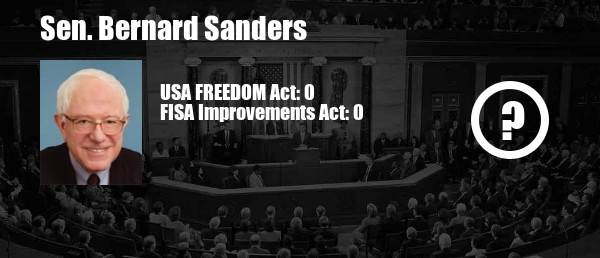 Sen. Bernard Sanders
USA FREEDOM Act: 0
FISA Improvements Act: 0
?